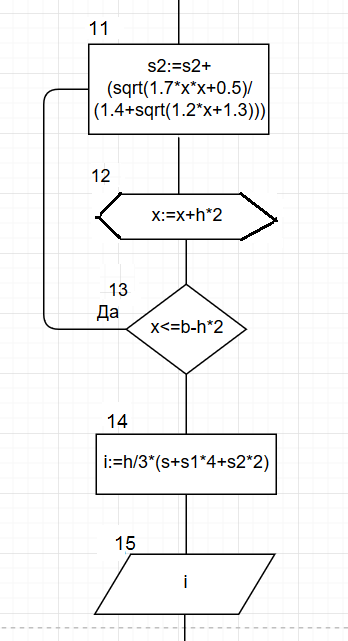 11
s2:=s2+
(sqrt(1.7*x*x+0.5)/
(1.4+sqrt(1.2*x+1.3)))
12
x:=x+h*2
13
Да
x<=b-h*2
14
i:=h/3*(s+s1*4+s2*2)
15
i